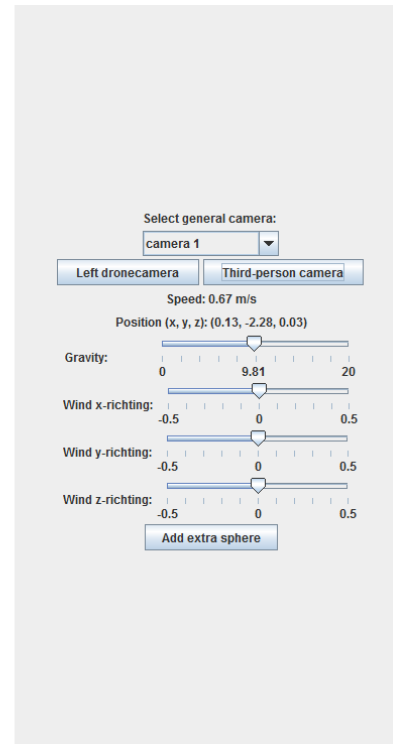 Select general camera:
camera 1
Left dronecamera Third-person camera
Speed: 0.67 m/s
Position (x, y, z): (0.13, -2.28, 0.03)
Gravity:
0 9.81 20
Wind x-richting:
-0.5 0 0.5
Wind y-richting:
-0.5 0 0.5
Wind z-richting:
-0.5 0 0.5
Add extra sphere